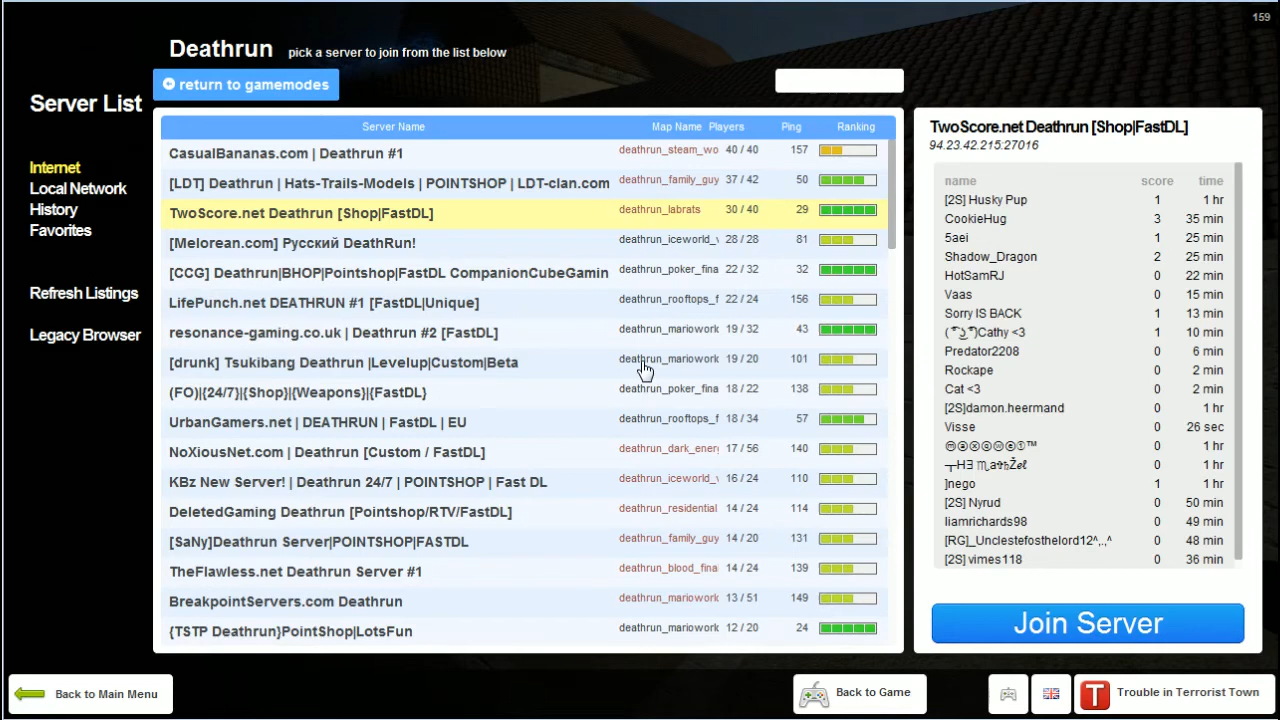 159
Deathrun pick a server to join from the list below
return to gamemodes
Server List
Internet
Local Network
History
Favorites
Refresh Listings
Legacy Browser
Server Name Map Name Players Ping Ranking
CasualBananas.com | Deathrun #1 deathrun_steam_wo 40 / 40 157
[LDT] Deathrun | Hats-Trails-Models | POINTSHOP | LDT-clan.com deathrun_family_guy 37 / 42 50
TwoScore.net Deathrun [Shop|FastDL] deathrun_labrats 30 / 40 29
[Melorean.com] Русский DeathRun! deathrun_iceworld_v 28 / 28 81
[CCG] Deathrun|BHOP|Pointshop|FastDL CompanionCubeGamin deathrun_poker_fina 22 / 32 32
LifePunch.net DEATHRUN #1 [FastDL|Unique] deathrun_rooftops_f 22 / 24 156
resonance-gaming.co.uk | Deathrun #2 [FastDL] deathrun_mariowork 19 / 32 43
[drunk] Tsukibang Deathrun |Levelup|Custom|Beta deathrun_mariowork 19 / 20 101
(FO)|{24/7}|{Shop}|{Weapons}|{FastDL} deathrun_poker_fina 18 / 22 138
UrbanGamers.net | DEATHRUN | FastDL | EU deathrun_rooftops_f 18 / 34 57
NoXiousNet.com | Deathrun [Custom / FastDL] deathrun_dark_energ 17 / 56 140
KBz New Server! | Deathrun 24/7 | POINTSHOP | Fast DL deathrun_iceworld_v 16 / 24 110
DeletedGaming Deathrun [Pointshop/RTV/FastDL] deathrun_residential 14 / 24 114
[SaNy]Deathrun Server|POINTSHOP|FASTDL deathrun_family_guy 14 / 20 131
TheFlawless.net Deathrun Server #1 deathrun_blood_fina 14 / 24 139
BreakpointServers.com Deathrun deathrun_mariowork 13 / 51 149
{TSTP Deathrun}PointShop|LotsFun deathrun_mariowork 12 / 20 24
TwoScore.net Deathrun [Shop|FastDL]
94.23.42.215:27016
name score time
[2S] Husky Pup 1 1 hr
CookieHug 3 35 min
5aei 1 25 min
Shadow_Dragon 2 25 min
HotSamRJ 0 22 min
Vaas 0 15 min
Sorry IS BACK 1 13 min
( ͡° ͜ʖ ͡°)Cathy <3 1 10 min
Predator2208 0 6 min
Rockape 0 2 min
Cat <3 0 2 min
[2S]damon.heermand 0 1 hr
Visse 0 26 sec
0 1 hr
0 1 hr
]nego 1 1 hr
[2S] Nyrud 0 50 min
liamrichards98 0 49 min
[RG]_Unclestefosthelord12^,.,^ 0 48 min
[2S] vimes118 0 36 min
Join Server
Back to Main Menu
Back to Game
T Trouble in Terrorist Town